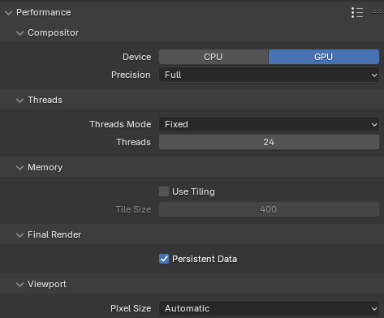 Performance
Compositor
Device CPU GPU
Precision Full
Threads
Threads Mode Fixed
Threads 24
Memory
Use Tiling
Tile Size 400
Final Render
Persistent Data
Viewport
Pixel Size Automatic